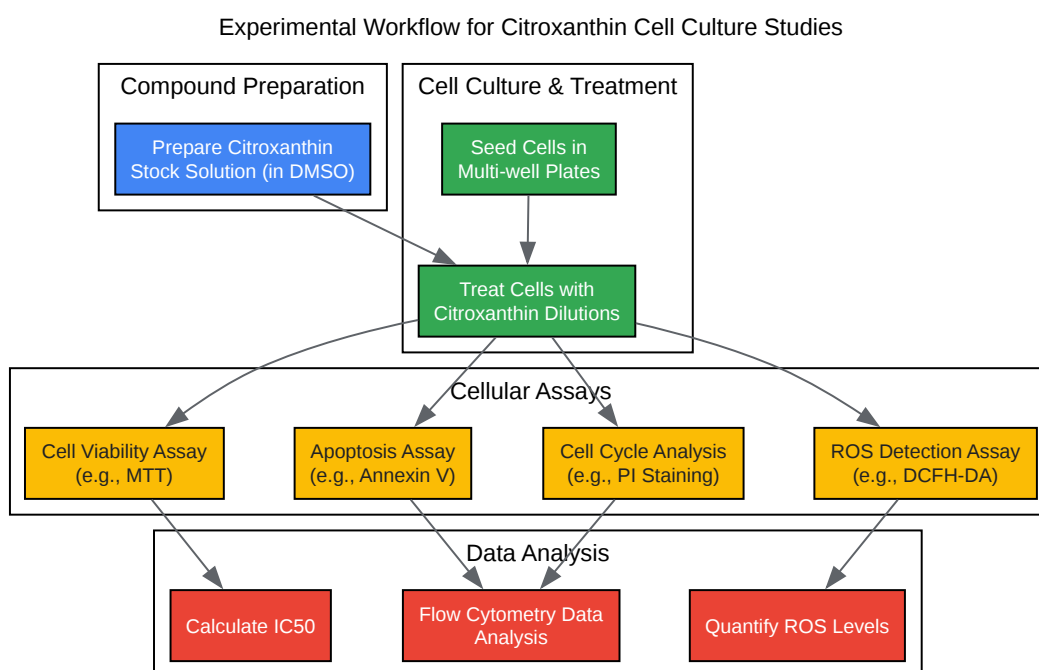 Experimental Workflow for Citroxanthin Cell Culture Studies
Compound Preparation
Cell Culture & Treatment
Prepare Citroxanthin
Stock Solution (in DMSO)
Seed Cells in
Multi-well Plates
Treat Cells with
Citroxanthin Dilutions
Cellular Assays
Cell Viability Assay
(e.g., MTT)
Apoptosis Assay
(e.g., Annexin V)
Cell Cycle Analysis
(e.g., PI Staining)
ROS Detection Assay
(e.g., DCFH-DA)
Data Analysis
Calculate IC50
Flow Cytometry Data
Analysis
Quantify ROS Levels